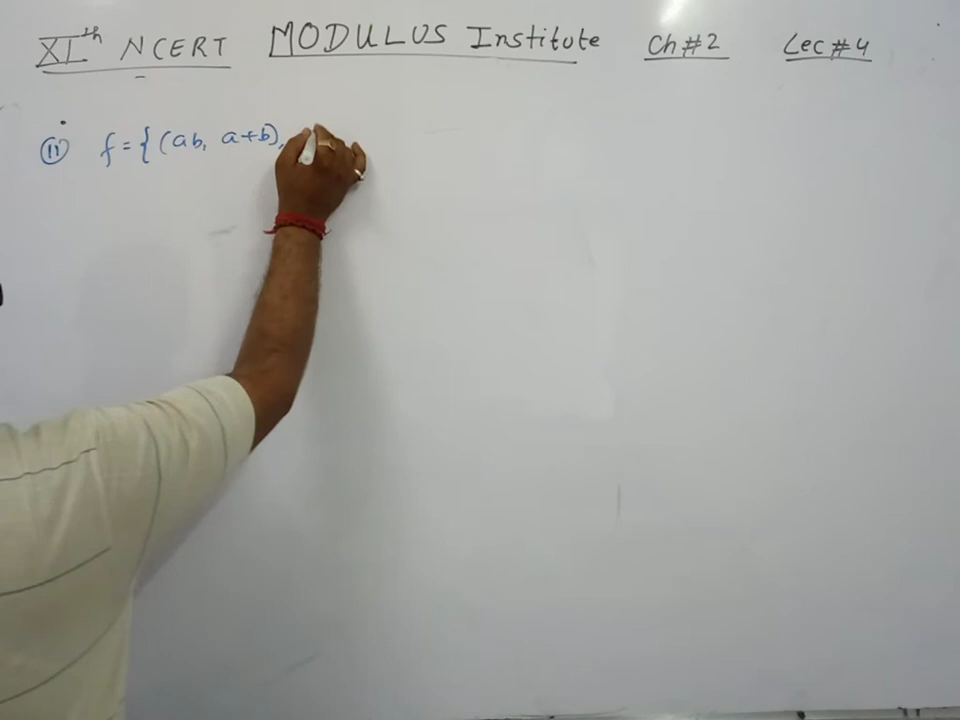 XIth NCERT MODULUS Institute Ch#2 Lec#4
(11) f={(ab, a+b),